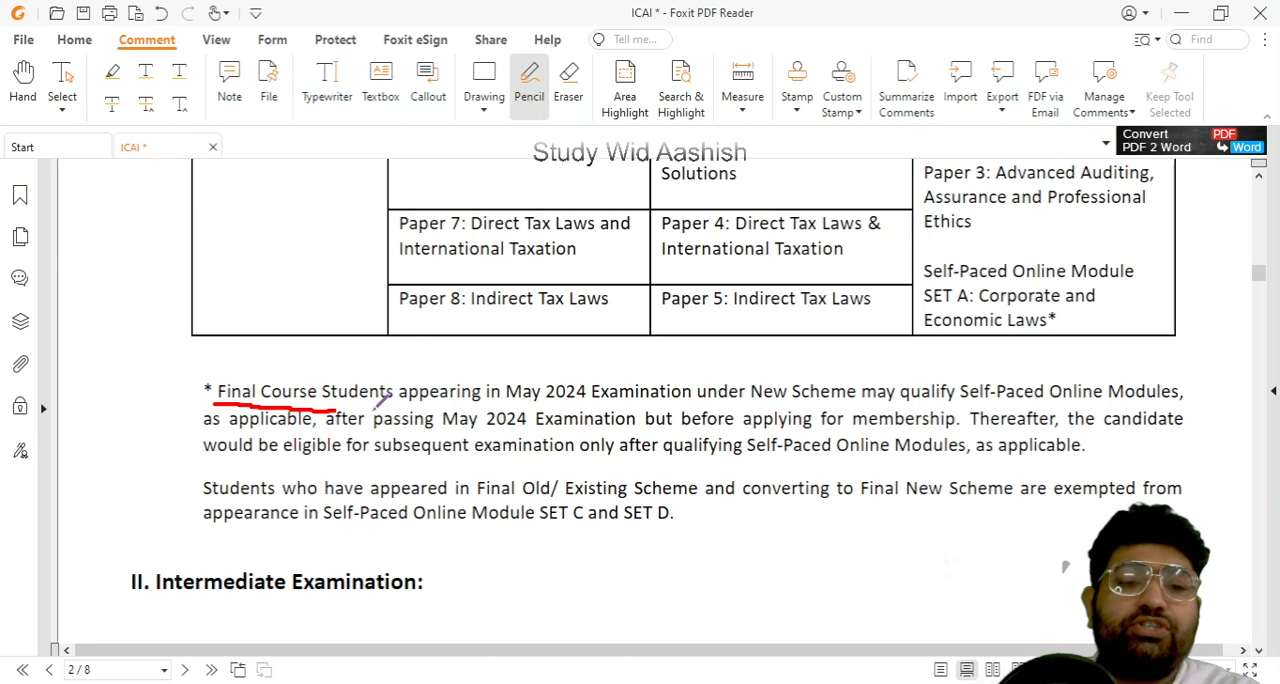 ICAI * - Foxit PDF Reader
File Home Comment View Form Protect Foxit eSign Share Help Tell me... Find
Hand Select Note File Typewriter Textbox Callout Drawing Pencil Eraser Area Highlight Search & Highlight Measure Stamp Custom Stamp Summarize Comments Import Export FDF via Email Manage Comments Keep Tool Selected
Start ICAI *
Convert PDF
PDF 2 Word Word
Study Wid Aashish
Solutions
Paper 7: Direct Tax Laws and
International Taxation
Paper 4: Direct Tax Laws &
International Taxation
Paper 8: Indirect Tax Laws
Paper 5: Indirect Tax Laws
Paper 3: Advanced Auditing,
Assurance and Professional
Ethics
Self-Paced Online Module
SET A: Corporate and
Economic Laws*
* Final Course Students appearing in May 2024 Examination under New Scheme may qualify Self-Paced Online Modules,
as applicable, after passing May 2024 Examination but before applying for membership. Thereafter, the candidate
would be eligible for subsequent examination only after qualifying Self-Paced Online Modules, as applicable.
Students who have appeared in Final Old/ Existing Scheme and converting to Final New Scheme are exempted from
appearance in Self-Paced Online Module SET C and SET D.
II. Intermediate Examination:
2 / 8